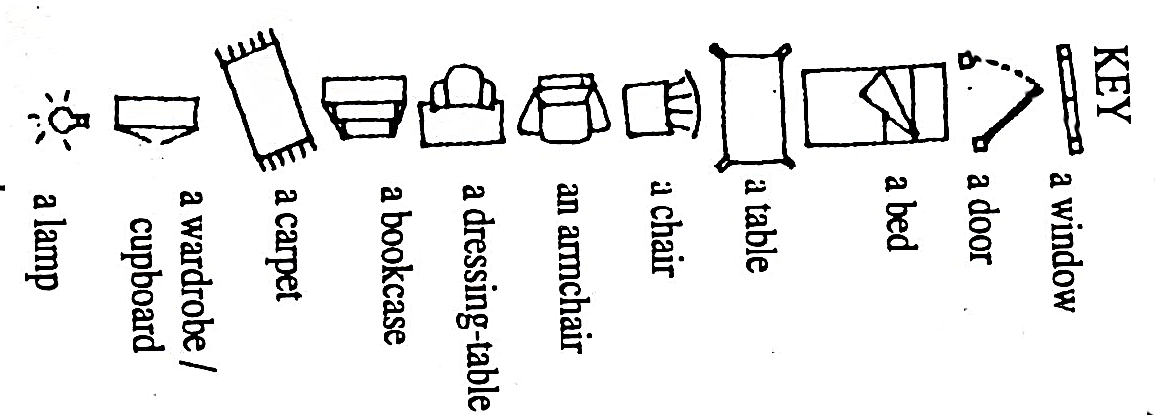 KEY
a window
a door
a bed
a table
a chair
an armchair
a dressing-table
a bookcase
a carpet
a wardrobe /
cupboard
a lamp